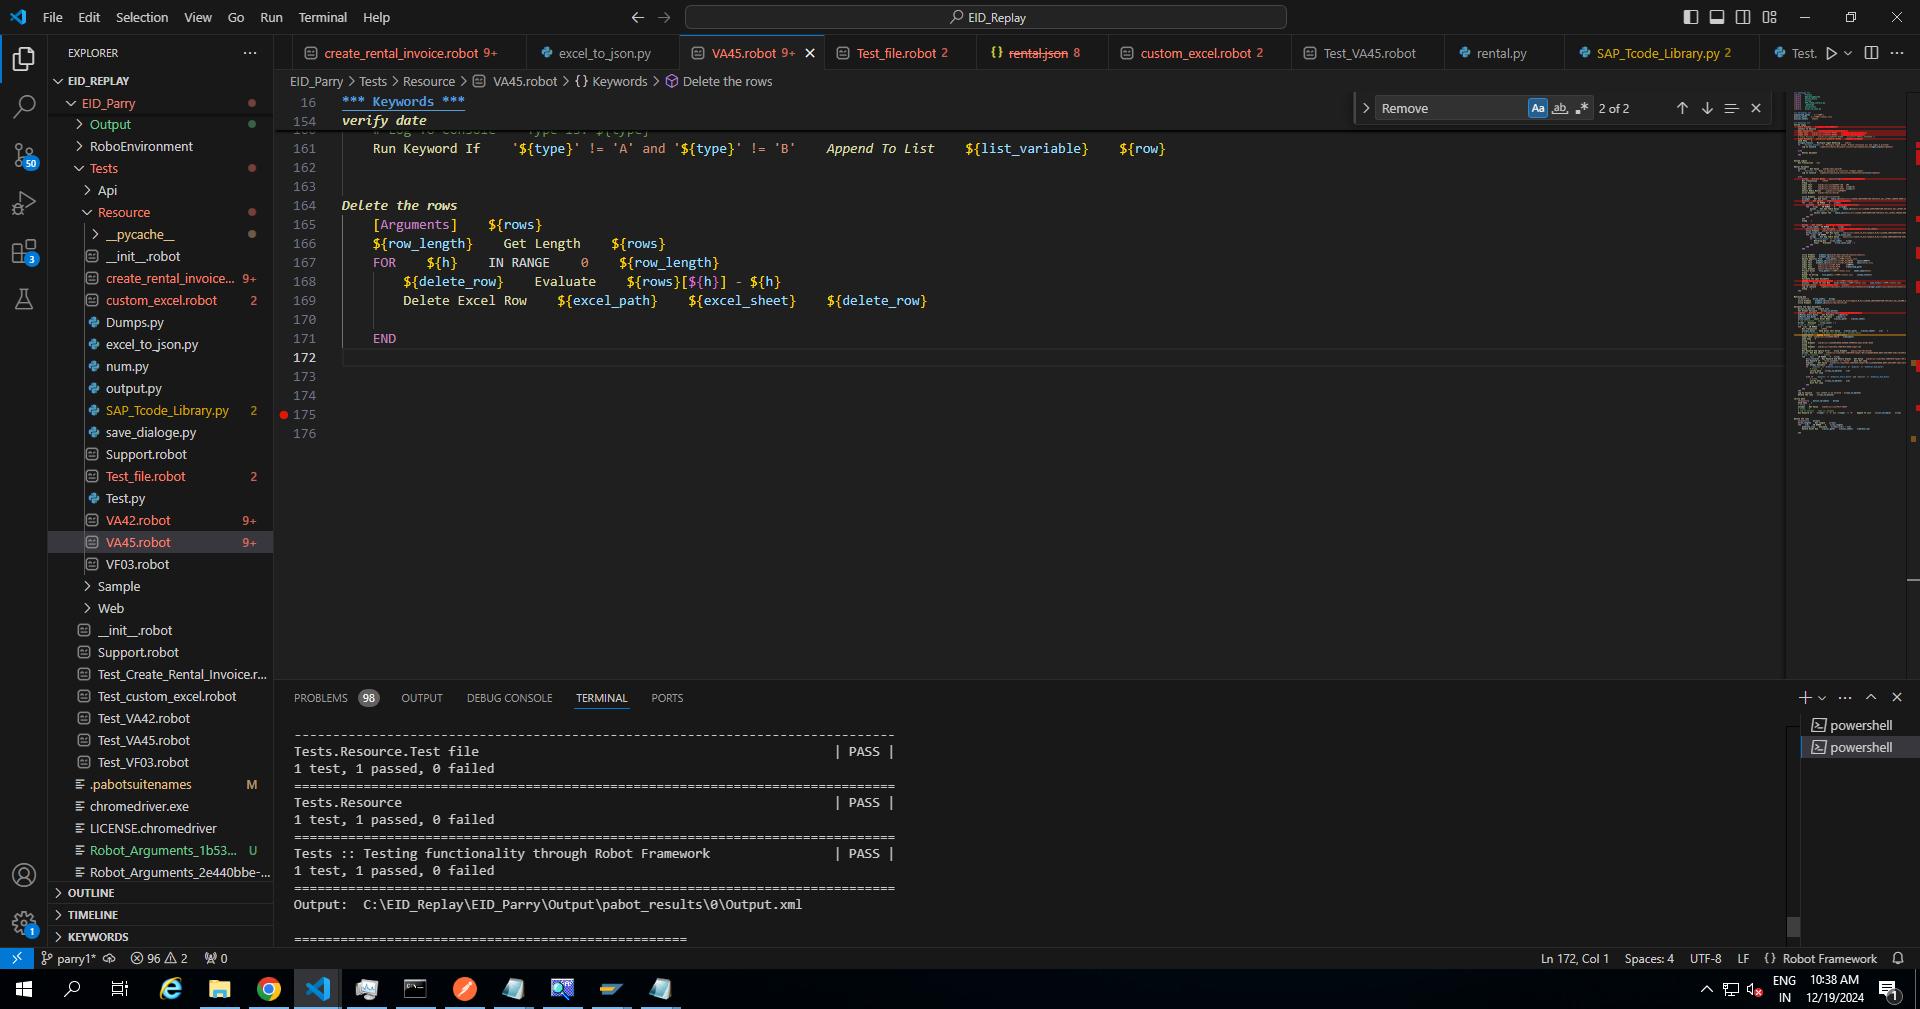 File Edit Selection View Go Run Terminal Help
EID_Replay
EXPLORER
create_rental_invoice.robot 9+
excel_to_json.py
VA45.robot 9+
Test_file.robot 2
rental.json 8
custom_excel.robot 2
Test_VA45.robot
rental.py
SAP_Tcode_Library.py 2
Test.
EID_Parry > Tests > Resource > VA45.robot > {} Keywords > Delete the rows
Remove
Aa
ab
2 of 2
EID_REPLAY
EID_Parry
Output
RoboEnvironment
Tests
Api
Resource
__pycache__
__init__.robot
create_rental_invoice... 9+
custom_excel.robot 2
Dumps.py
excel_to_json.py
num.py
output.py
SAP_Tcode_Library.py 2
save_dialoge.py
Support.robot
Test_file.robot 2
Test.py
VA42.robot 9+
VA45.robot 9+
VF03.robot
Sample
Web
__init__.robot
Support.robot
Test_Create_Rental_Invoice.r...
Test_custom_excel.robot
Test_VA42.robot
Test_VA45.robot
Test_VF03.robot
.pabotsuitenames M
chromedriver.exe
LICENSE.chromedriver
Robot_Arguments_1b53... U
Robot_Arguments_2e440bbe-...
OUTLINE
TIMELINE
KEYWORDS
50
3
1
16 *** Keywords ***
154 verify date
160 # Log To Console Type is: ${type}
161 Run Keyword If '${type}' != 'A' and '${type}' != 'B' Append To List ${list_variable} ${row}
162
163
164 Delete the rows
165 [Arguments] ${rows}
166 ${row_length} Get Length ${rows}
167 FOR ${h} IN RANGE 0 ${row_length}
168 ${delete_row} Evaluate ${rows}[${h}] - ${h}
169 Delete Excel Row ${excel_path} ${excel_sheet} ${delete_row}
170
171 END
172
173
174
175
176
PROBLEMS 98 OUTPUT DEBUG CONSOLE TERMINAL PORTS
powershell
powershell
------------------------------------------------------------------------------
Tests.Resource.Test file | PASS |
1 test, 1 passed, 0 failed
==============================================================================
Tests.Resource | PASS |
1 test, 1 passed, 0 failed
==============================================================================
Tests :: Testing functionality through Robot Framework | PASS |
1 test, 1 passed, 0 failed
==============================================================================
Output: C:\EID_Replay\EID_Parry\Output\pabot_results\0\Output.xml
===================================================
parry1* 96 2 0
Ln 172, Col 1 Spaces: 4 UTF-8 LF {} Robot Framework
ENG
IN
10:38 AM
12/19/2024
1